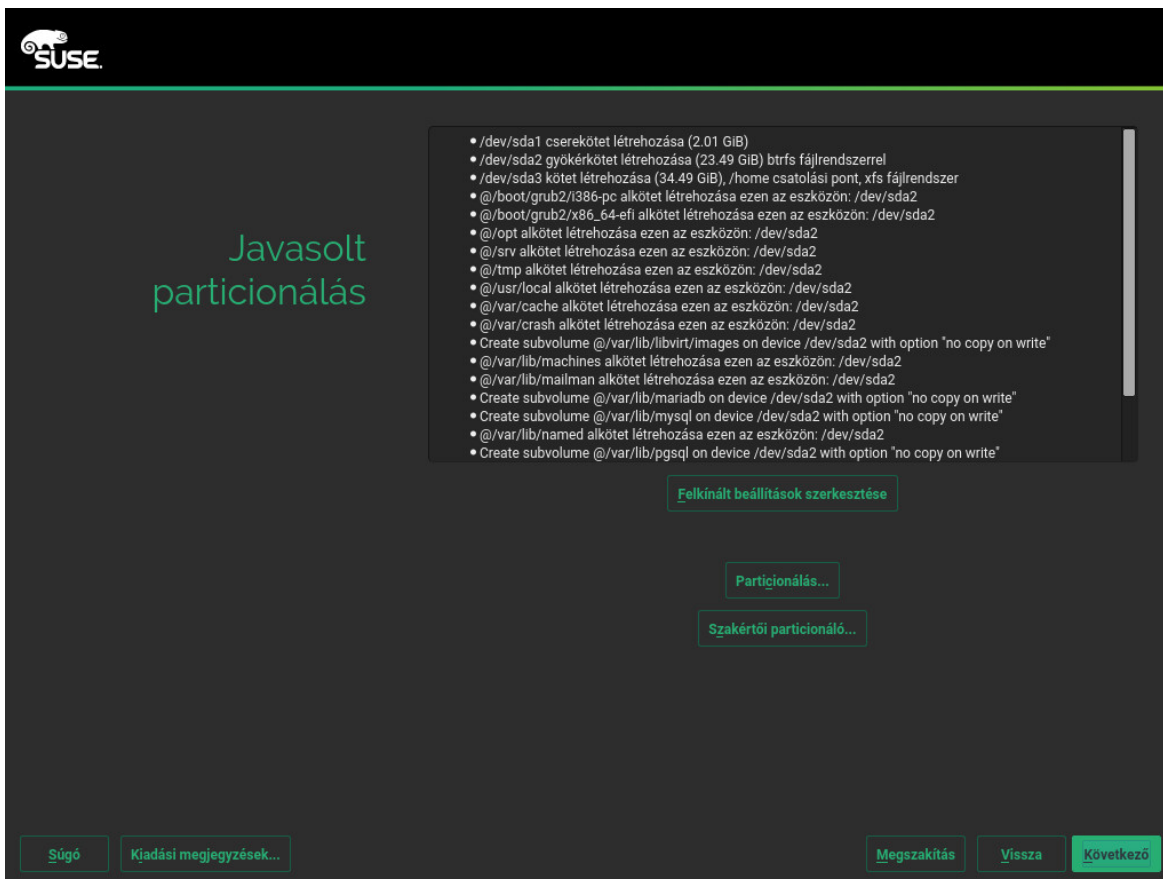 SUSE.
Javasolt
particionálás
• /dev/sda1 cserekötet létrehozása (2.01 GiB)
• /dev/sda2 gyökérkötet létrehozása (23.49 GiB) btrfs fájlrendszerrel
• /dev/sda3 kötet létrehozása (34.49 GiB), /home csatolási pont, xfs fájlrendszer
• @/boot/grub2/i386-pc alkötet létrehozása ezen az eszközön: /dev/sda2
• @/boot/grub2/x86_64-efi alkötet létrehozása ezen az eszközön: /dev/sda2
• @/opt alkötet létrehozása ezen az eszközön: /dev/sda2
• @/srv alkötet létrehozása ezen az eszközön: /dev/sda2
• @/tmp alkötet létrehozása ezen az eszközön: /dev/sda2
• @/usr/local alkötet létrehozása ezen az eszközön: /dev/sda2
• @/var/cache alkötet létrehozása ezen az eszközön: /dev/sda2
• @/var/crash alkötet létrehozása ezen az eszközön: /dev/sda2
• Create subvolume @/var/lib/libvirt/images on device /dev/sda2 with option "no copy on write"
• @/var/lib/machines alkötet létrehozása ezen az eszközön: /dev/sda2
• @/var/lib/mailman alkötet létrehozása ezen az eszközön: /dev/sda2
• Create subvolume @/var/lib/mariadb on device /dev/sda2 with option "no copy on write"
• Create subvolume @/var/lib/mysql on device /dev/sda2 with option "no copy on write"
• @/var/lib/named alkötet létrehozása ezen az eszközön: /dev/sda2
• Create subvolume @/var/lib/pgsql on device /dev/sda2 with option "no copy on write"
Felkínált beállítások szerkesztése
Particionálás...
Szakértői particionáló...
Súgó
Kiadási megjegyzések...
Megszakítás
Vissza
Következő